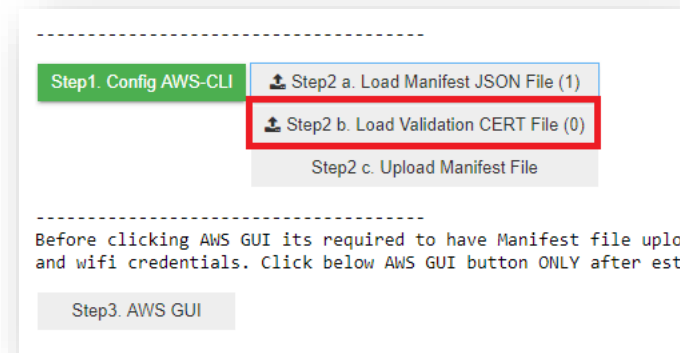 --------------------------------------
Step1. Config AWS-CLI
Step2 a. Load Manifest JSON File (1)
Step2 b. Load Validation CERT File (0)
Step2 c. Upload Manifest File
--------------------------------------
Before clicking AWS GUI its required to have Manifest file uplo
and wifi credentials. Click below AWS GUI button ONLY after est
Step3. AWS GUI